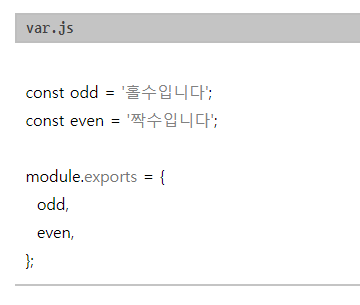 var.js
const odd = '홀수입니다';
const even = '짝수입니다';
module.exports = {
odd,
even,
};